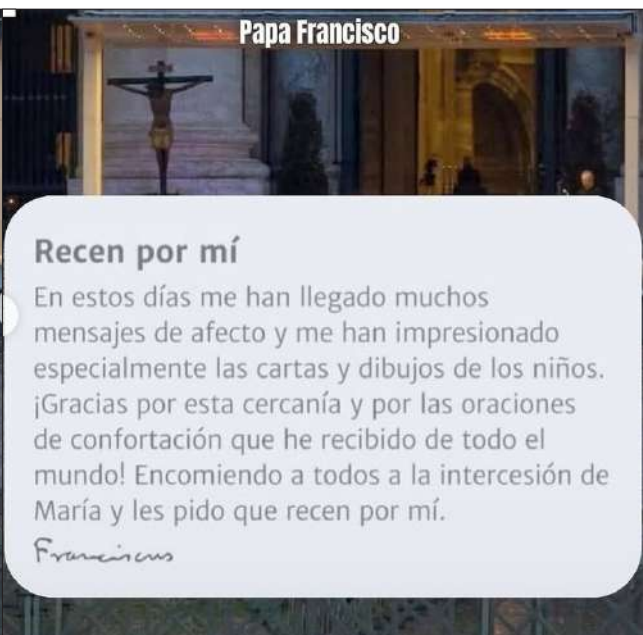 Papa Francisco
Recen por mí
En estos días me han llegado muchos
mensajes de afecto y me han impresionado
especialmente las cartas y dibujos de los niños.
¡Gracias por esta cercanía y por las oraciones
de confortación que he recibido de todo el
mundo! Encomiendo a todos a la intercesión de
María y les pido que recen por mí.
Franciscus